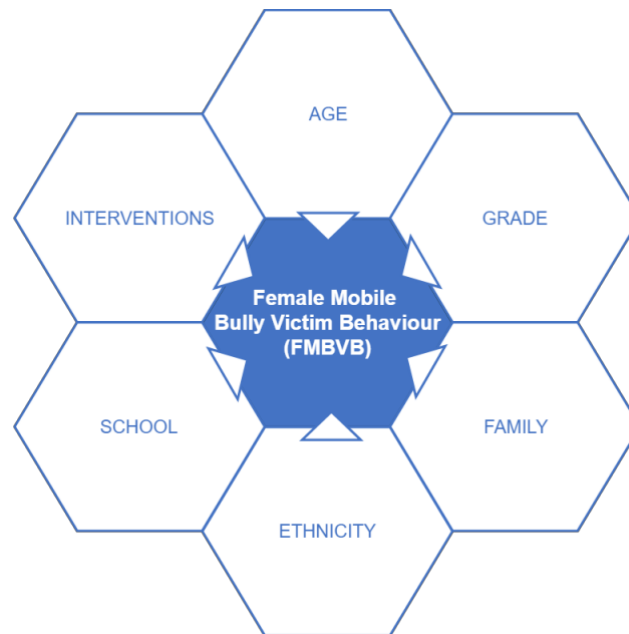 AGE
INTERVENTIONS
GRADE
Female Mobile
Bully Victim Behaviour
(FMBVB)
SCHOOL
FAMILY
ETHNICITY